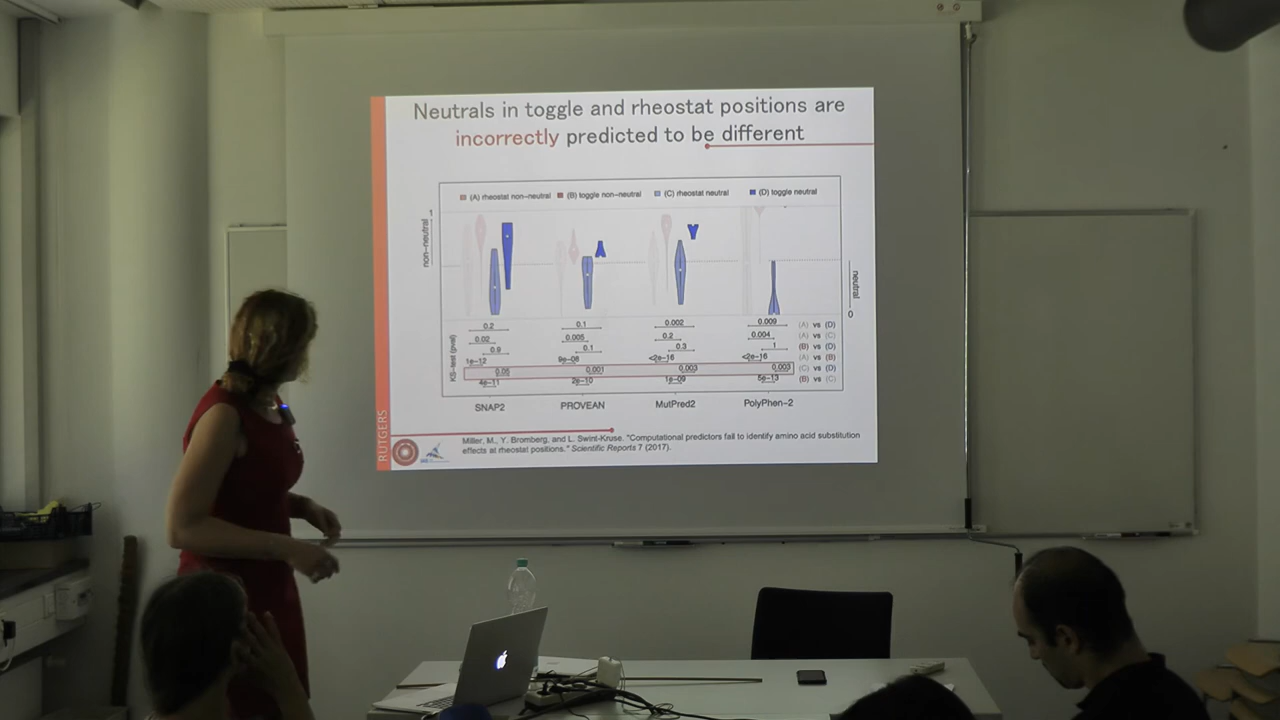 Neutrals in toggle and rheostat positions are
incorrectly predicted to be different
(A) rheostat non-neutral (B) toggle non-neutral (C) rheostat neutral (D) toggle neutral
non-neutral
neutral
0
KS-test (pval)
0.2 0.1 0.002 0.009 (A) vs (D)
0.02 0.005 0.2 0.004 (A) vs (C)
0.9 0.1 0.3 1 (B) vs (D)
1e-12 9e-08 <2e-16 <2e-16 (A) vs (B)
0.05 0.001 0.003 0.003 (C) vs (D)
4e-11 2e-10 1e-09 5e-13 (B) vs (C)
SNAP2 PROVEAN MutPred2 PolyPhen-2
RUTGERS
Miller, M., Y. Bromberg, and L. Swint-Kruse. "Computational predictors fail to identify amino acid substitution
effects at rheostat positions." Scientific Reports 7 (2017).